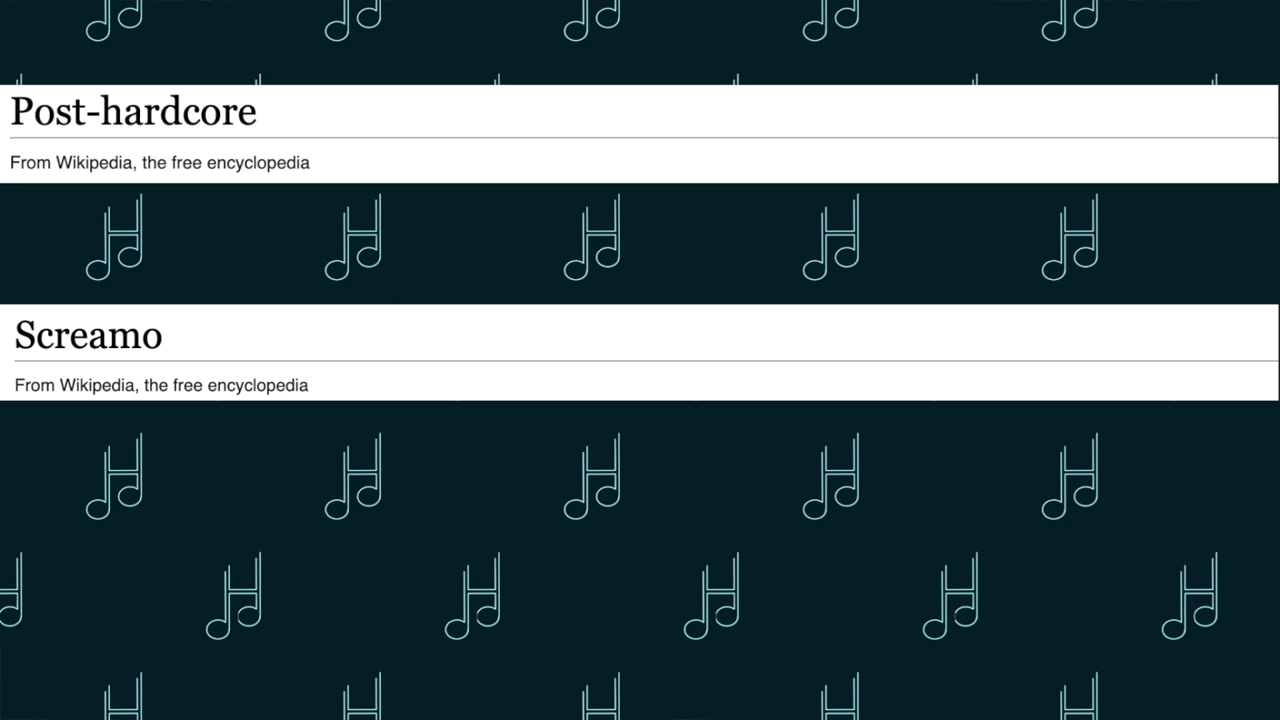 Post-hardcore
From Wikipedia, the free encyclopedia
Screamo
From Wikipedia, the free encyclopedia